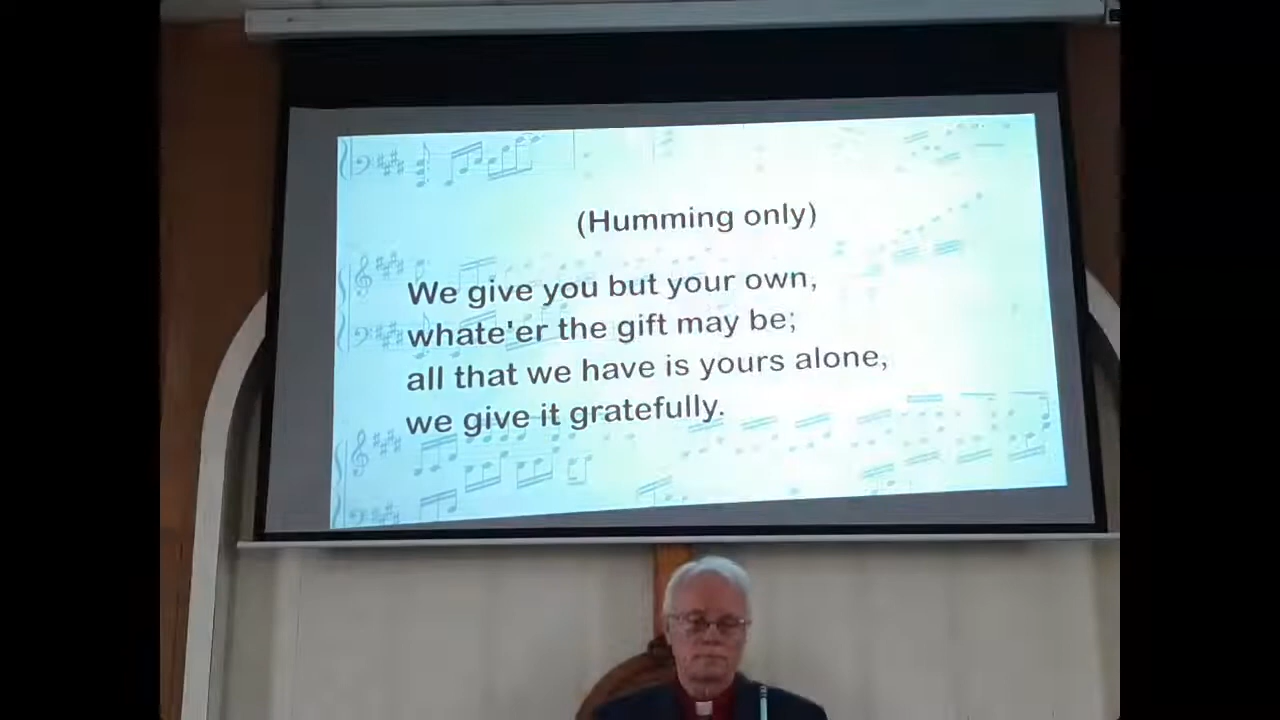 (Humming only)
We give you but your own,
whate'er the gift may be;
all that we have is yours alone,
we give it gratefully.